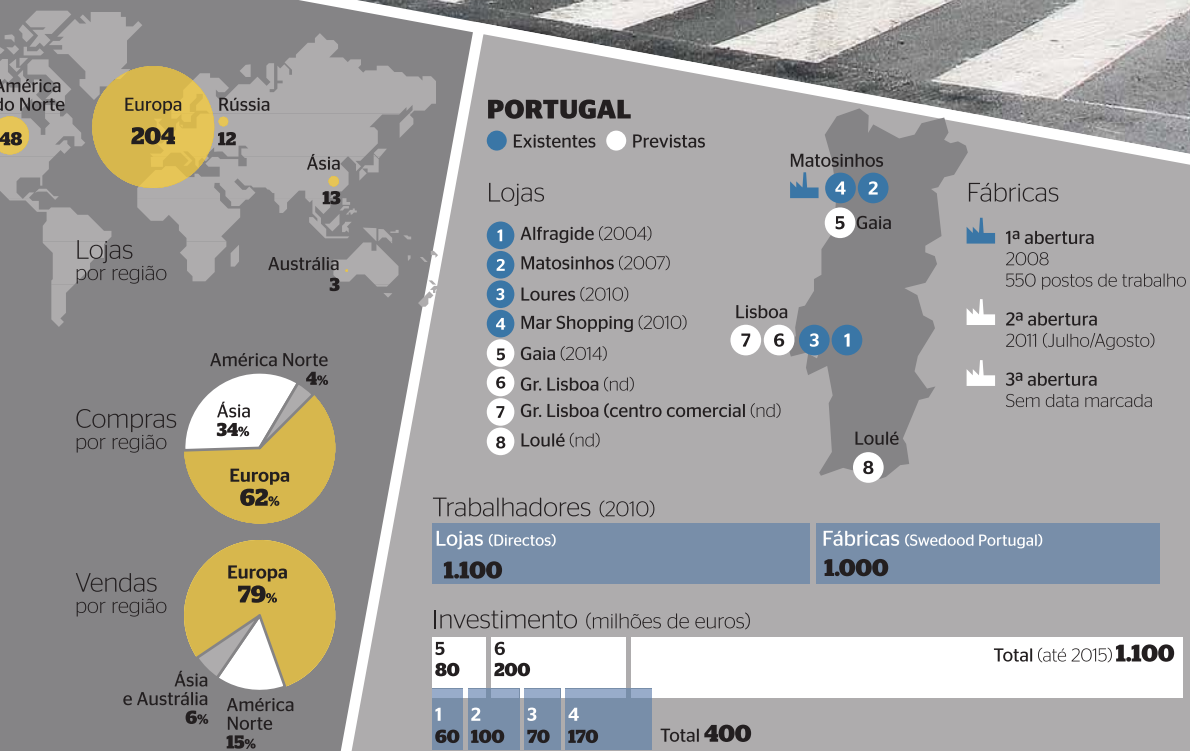 América
do Norte
48
Europa
204
Rússia
12
Ásia
13
Austrália
3
Lojas
por região
Compras
por região
América Norte
4%
Ásia
34%
Europa
62%
Vendas
por região
Europa
79%
Ásia
e Austrália
6%
América
Norte
15%
PORTUGAL
Existentes Previstas
Lojas
1 Alfragide (2004)
2 Matosinhos (2007)
3 Loures (2010)
4 Mar Shopping (2010)
5 Gaia (2014)
6 Gr. Lisboa (nd)
7 Gr. Lisboa (centro comercial (nd)
8 Loulé (nd)
Matosinhos
4 2
5 Gaia
Lisboa
7 6 3 1
Loulé
8
Fábricas
1ª abertura
2008
550 postos de trabalho
2ª abertura
2011 (Julho/Agosto)
3ª abertura
Sem data marcada
Trabalhadores (2010)
Lojas (Directos)
1.100
Fábricas (Swedood Portugal)
1.000
Investimento (milhões de euros)
5
80
6
200
Total (até 2015) 1.100
1
60
2
100
3
70
4
170
Total 400